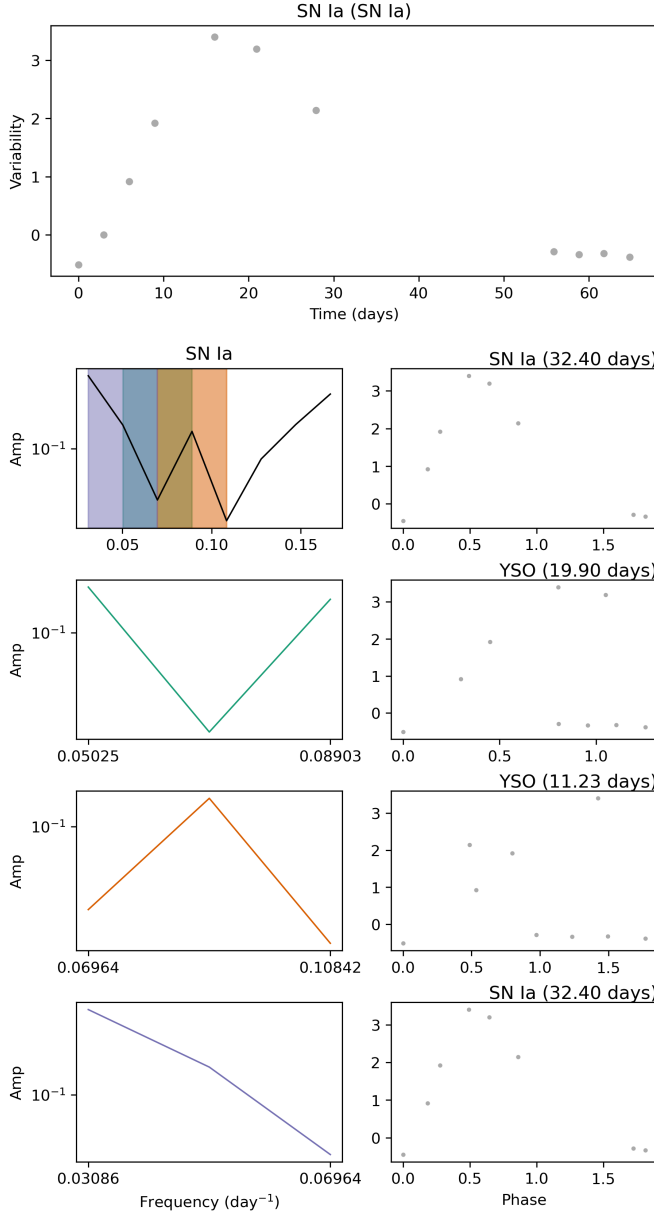 SN Ia (SN Ia)
3
2
1
0
Variability
0 10 20 30 40 50 60
Time (days)
SN Ia
10⁻¹
Amp
0.05 0.10 0.15
SN Ia (32.40 days)
3
2
1
0
0.0 0.5 1.0 1.5
10⁻¹
Amp
0.05025 0.08903
YSO (19.90 days)
3
2
1
0
0.0 0.5 1.0
10⁻¹
Amp
0.06964 0.10842
YSO (11.23 days)
3
2
1
0
0.0 0.5 1.0 1.5
10⁻¹
Amp
0.03086 0.06964
Frequency (day⁻¹)
SN Ia (32.40 days)
3
2
1
0
0.0 0.5 1.0 1.5
Phase